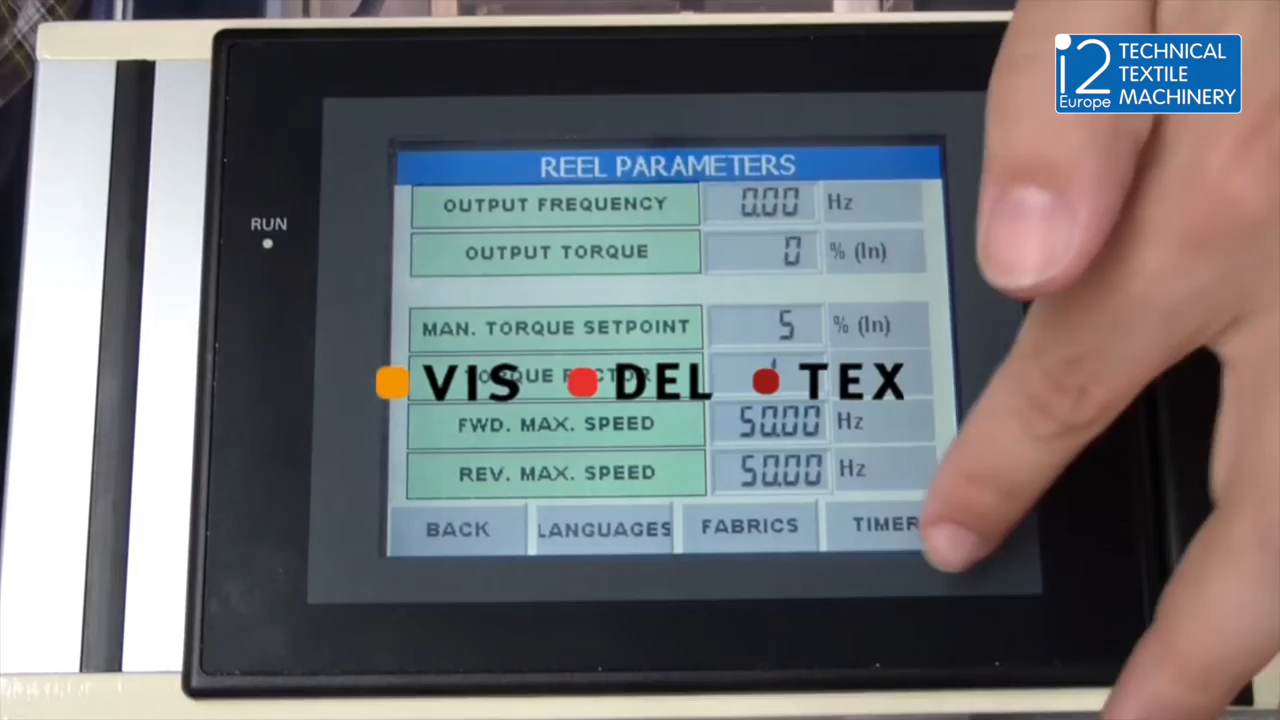 i2
Europe
TECHNICAL
TEXTILE
MACHINERY
REEL PARAMETERS
RUN
OUTPUT FREQUENCY 0.00 Hz
OUTPUT TORQUE 0 % (In)
MAN. TORQUE SETPOINT 5 % (In)
VIS DEL TEX
FWD. MAX. SPEED 50.00 Hz
REV. MAX. SPEED 50.00 Hz
BACK LANGUAGES FABRICS TIMER